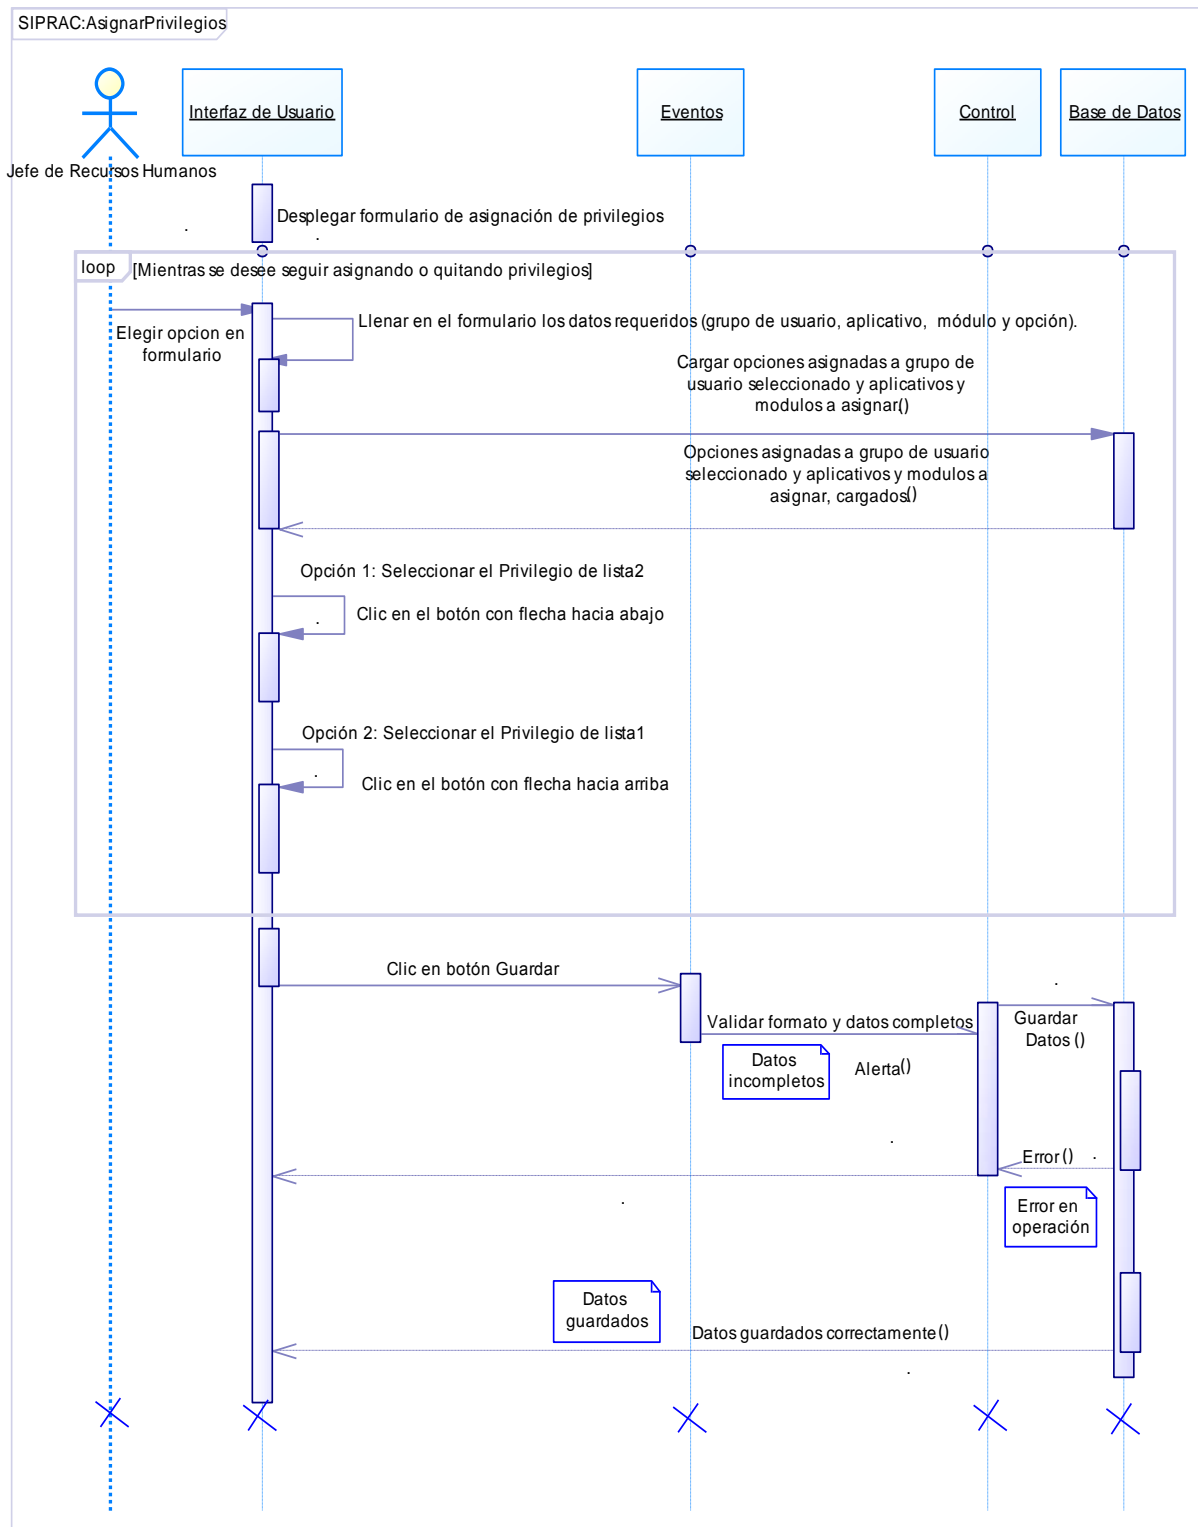 SIPRAC:AsignarPrivilegios
Interfaz de Usuario
Eventos
Control
Base de Datos
Jefe de Recursos Humanos
Desplegar formulario de asignación de privilegios
loop
[Mientras se desee seguir asignando o quitando privilegios]
Elegir opcion en
formulario
Llenar en el formulario los datos requeridos (grupo de usuario, aplicativo, módulo y opción).
Cargar opciones asignadas a grupo de
usuario seleccionado y aplicativos y
modulos a asignar()
Opciones asignadas a grupo de usuario
seleccionado y aplicativos y modulos a
asignar, cargados()
Opción 1: Seleccionar el Privilegio de lista2
Clic en el botón con flecha hacia abajo
Opción 2: Seleccionar el Privilegio de lista1
Clic en el botón con flecha hacia arriba
Clic en botón Guardar
Validar formato y datos completos
Guardar
Datos ()
Datos
incompletos
Alerta()
Error ()
Error en
operación
Datos
guardados
Datos guardados correctamente()